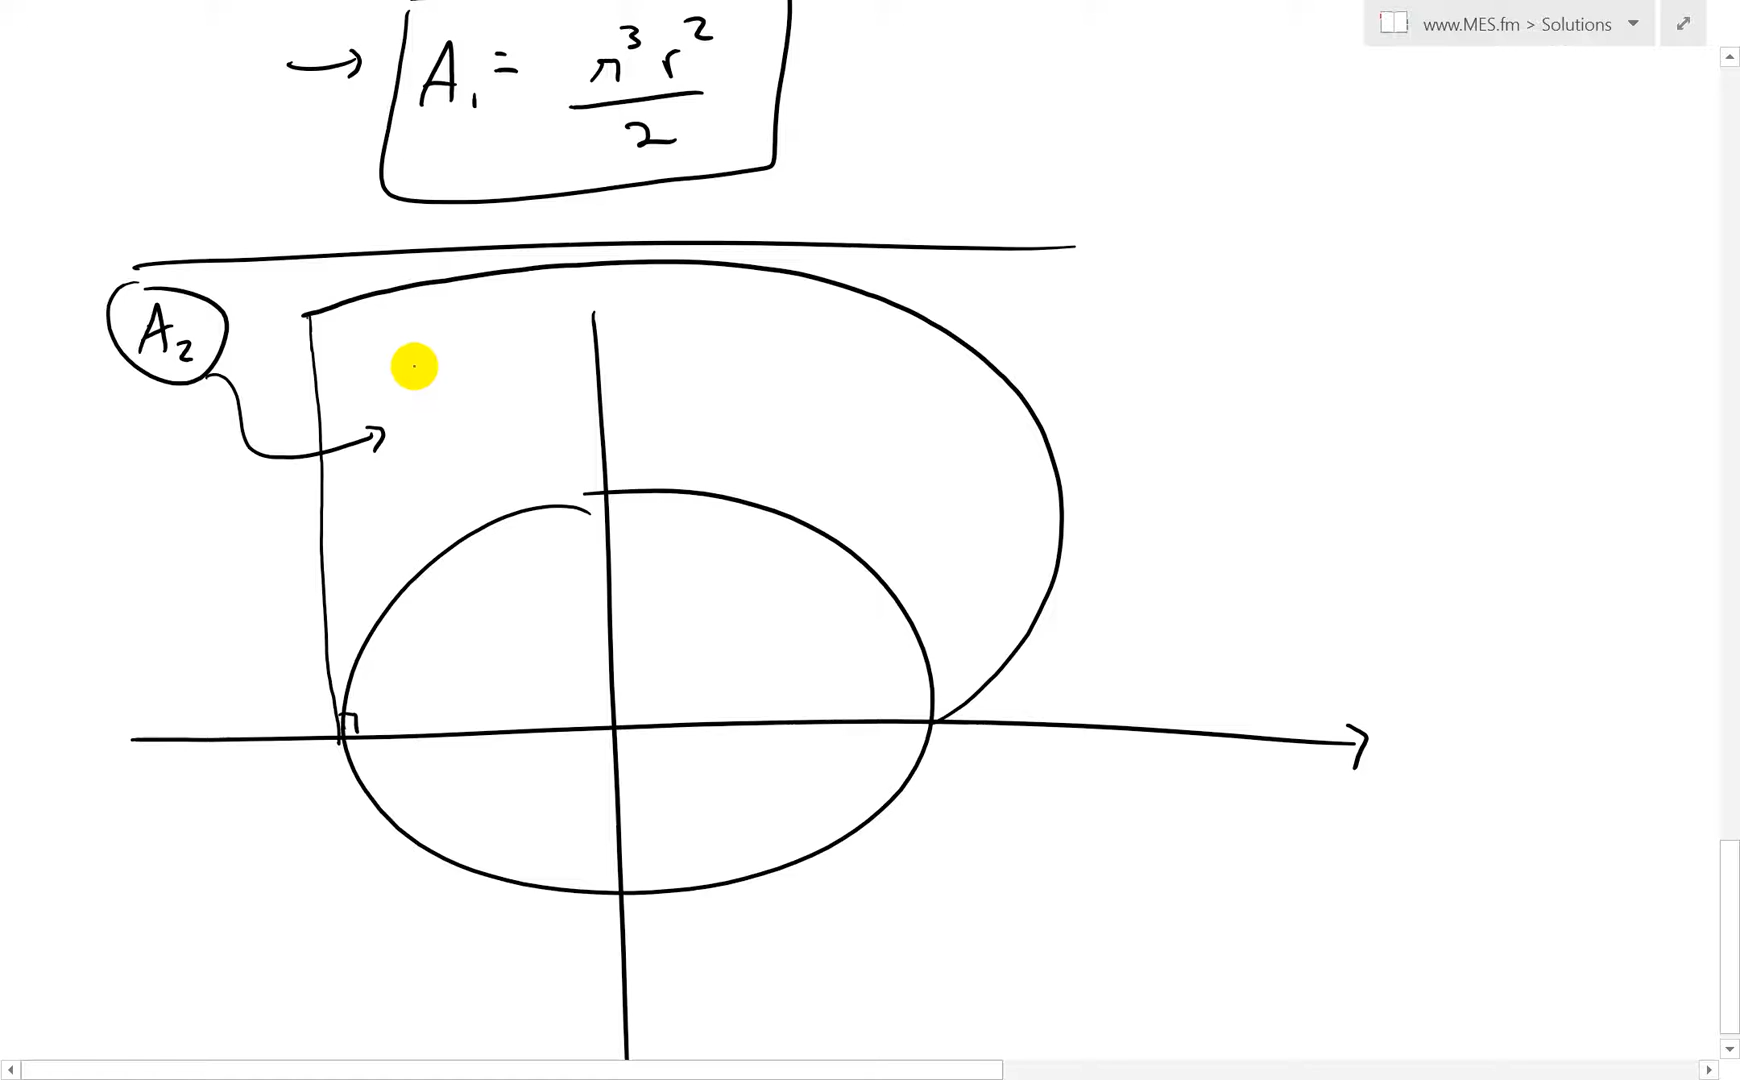 www.MES.fm > Solutions
→ A₁ = π³r²/2
A₂